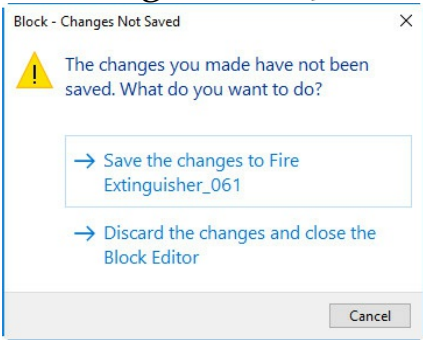 Block - Changes Not Saved
The changes you made have not been
saved. What do you want to do?
→ Save the changes to Fire
Extinguisher_061
→ Discard the changes and close the
Block Editor
Cancel